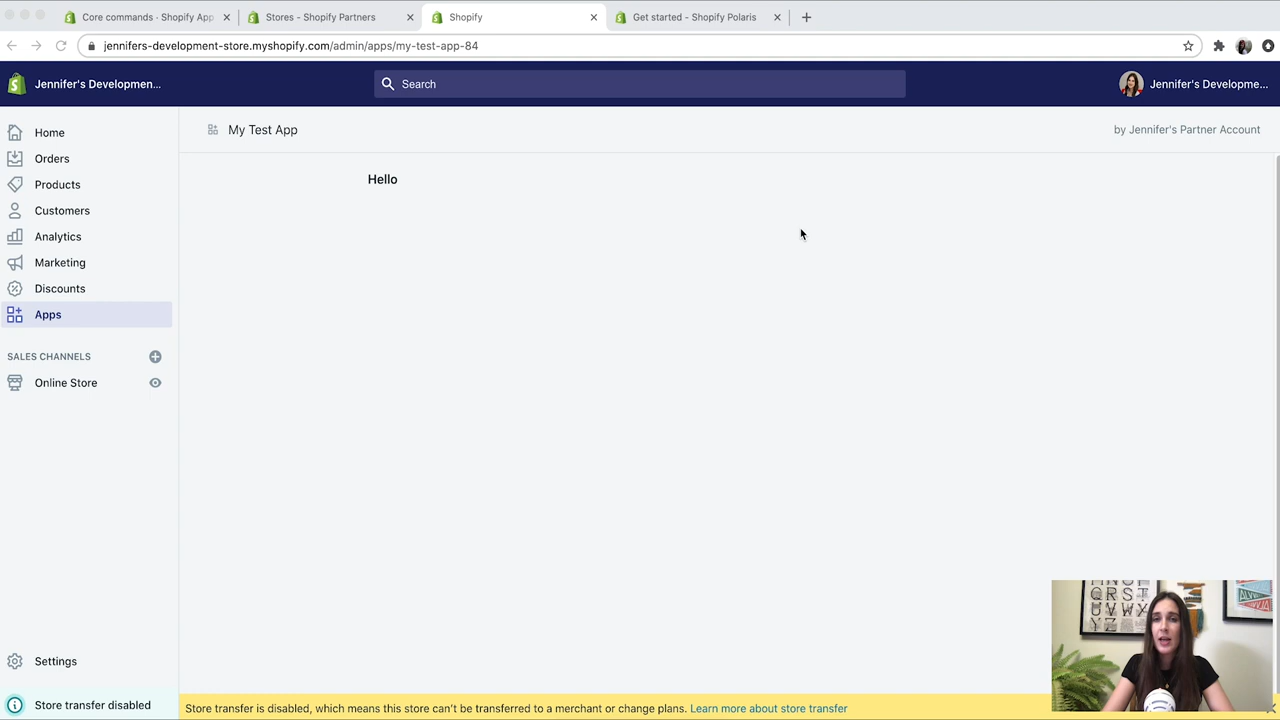 Core commands · Shopify App
Stores - Shopify Partners
Shopify
Get started - Shopify Polaris
jennifers-development-store.myshopify.com/admin/apps/my-test-app-84
Jennifer's Developmen...
Search
Jennifer's Developme...
Home
Orders
Products
Customers
Analytics
Marketing
Discounts
Apps
SALES CHANNELS
Online Store
Settings
Store transfer disabled
My Test App
by Jennifer's Partner Account
Hello
Store transfer is disabled, which means this store can't be transferred to a merchant or change plans. Learn more about store transfer
QRST
UVWX
YZ